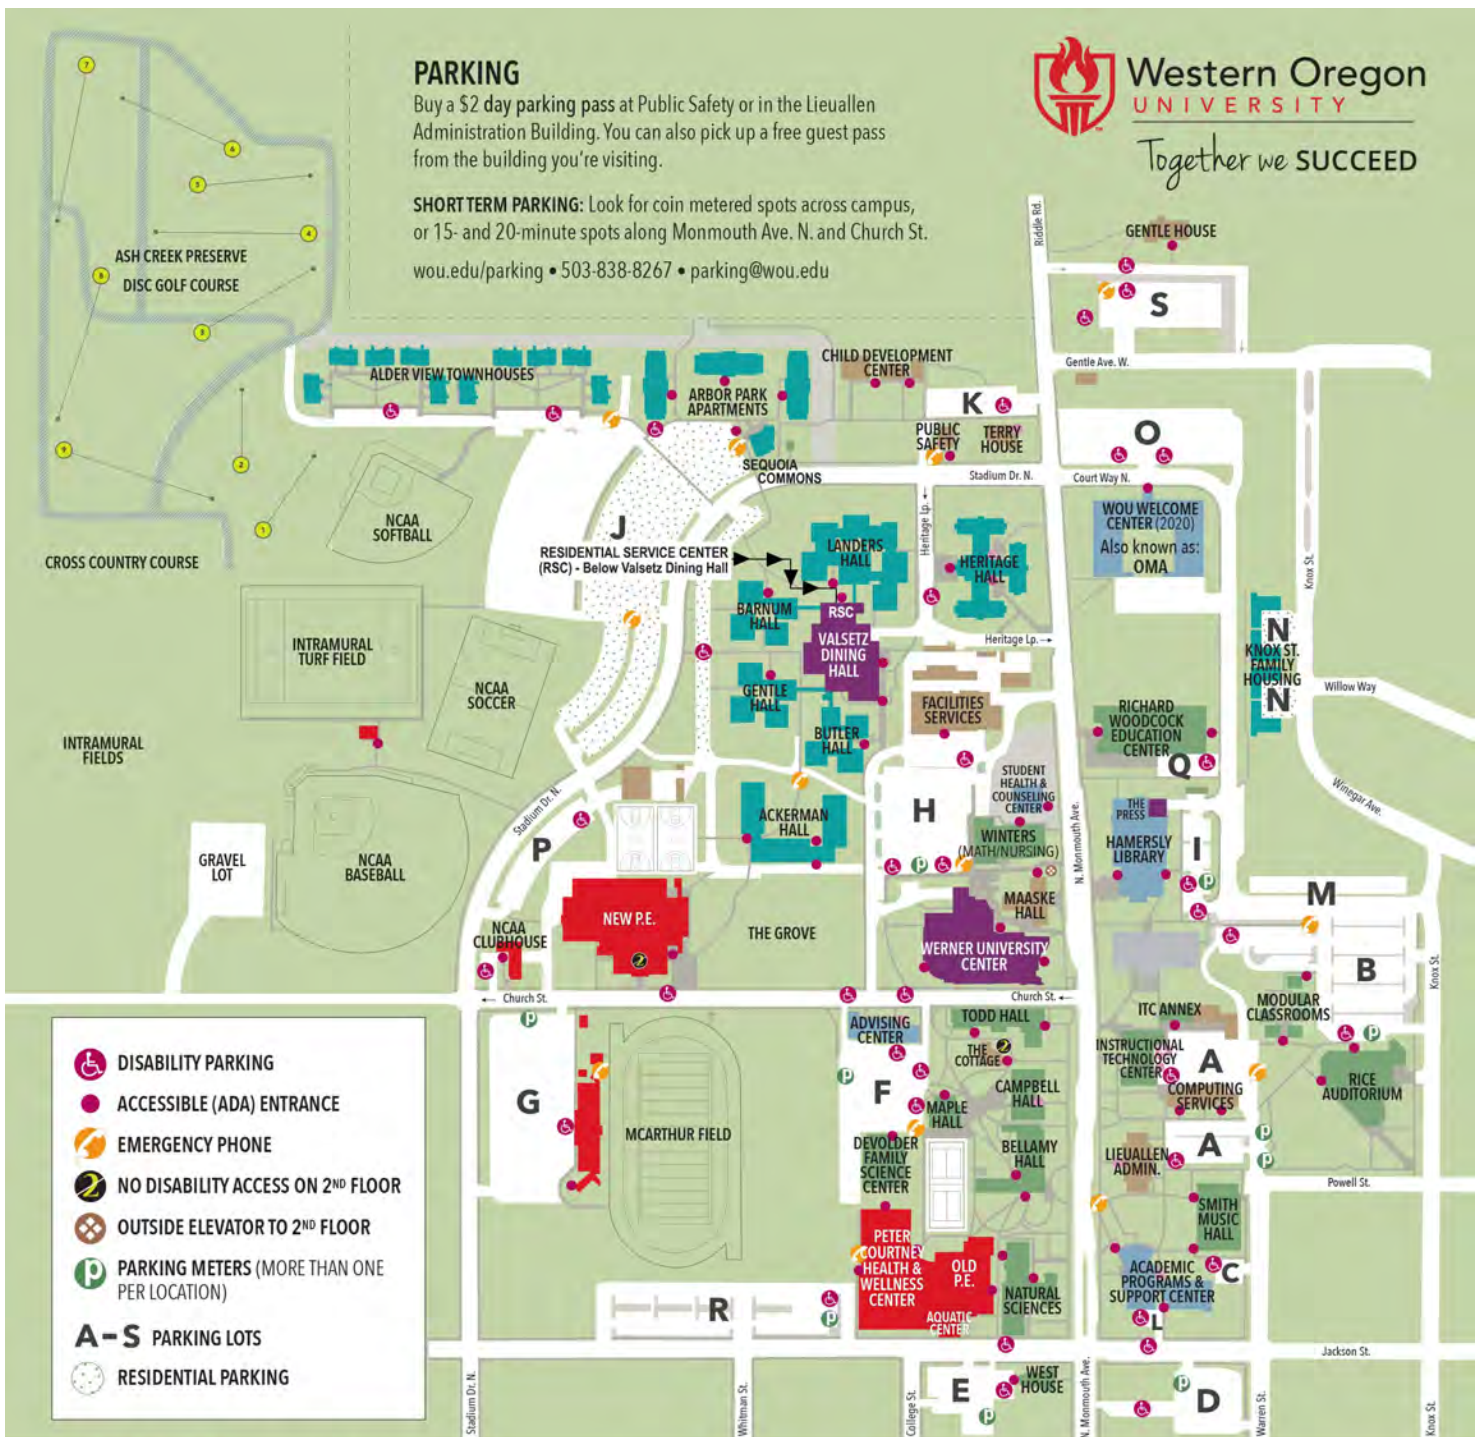 PARKING
Buy a $2 day parking pass at Public Safety or in the Lieuallen
Administration Building. You can also pick up a free guest pass
from the building you're visiting.
SHORT TERM PARKING: Look for coin metered spots across campus,
or 15- and 20-minute spots along Monmouth Ave. N. and Church St.
wou.edu/parking • 503-838-8267 • parking@wou.edu
Western Oregon
UNIVERSITY
Together we SUCCEED
7
6
5
4
ASH CREEK PRESERVE
8
DISC GOLF COURSE
3
9
2
1
CROSS COUNTRY COURSE
Riddle Rd.
GENTLE HOUSE
S
Gentle Ave. W.
ALDER VIEW TOWNHOUSES
ARBOR PARK
APARTMENTS
CHILD DEVELOPMENT
CENTER
K
PUBLIC
SAFETY
TERRY
HOUSE
O
SEQUOIA
COMMONS
Stadium Dr. N.
Court Way N.
NCAA
SOFTBALL
J
RESIDENTIAL SERVICE CENTER
(RSC) - Below Valsetz Dining Hall
LANDERS
HALL
Heritage Lp.
HERITAGE
HALL
WOU WELCOME
CENTER (2020)
Also known as:
OMA
Knox St.
BARNUM
HALL
RSC
VALSETZ
DINING
HALL
Heritage Lp.
N
KNOX ST.
FAMILY
HOUSING
N
Willow Way
INTRAMURAL
TURF FIELD
NCAA
SOCCER
GENTLE
HALL
BUTLER
HALL
FACILITIES
SERVICES
RICHARD
WOODCOCK
EDUCATION
CENTER
Q
INTRAMURAL
FIELDS
STUDENT
HEALTH &
COUNSELING
CENTER
Winegar Ave.
Stadium Dr. N.
P
ACKERMAN
HALL
H
WINTERS
(MATH/NURSING)
N. Monmouth Ave.
THE
PRESS
HAMERSLY
LIBRARY
I
GRAVEL
LOT
NCAA
BASEBALL
MAASKE
HALL
M
NEW P.E.
2
NCAA
CLUBHOUSE
THE GROVE
WERNER UNIVERSITY
CENTER
B
Knox St.
Church St.
Church St.
ITC ANNEX
MODULAR
CLASSROOMS
DISABILITY PARKING
ACCESSIBLE (ADA) ENTRANCE
EMERGENCY PHONE
2 NO DISABILITY ACCESS ON 2ND FLOOR
OUTSIDE ELEVATOR TO 2ND FLOOR
p PARKING METERS (MORE THAN ONE
PER LOCATION)
A-S PARKING LOTS
RESIDENTIAL PARKING
G
MCARTHUR FIELD
ADVISING
CENTER
TODD HALL
THE
COTTAGE
2
F
CAMPBELL
HALL
MAPLE
HALL
INSTRUCTIONAL
TECHNOLOGY
CENTER
A
COMPUTING
SERVICES
RICE
AUDITORIUM
DEVOLDER
FAMILY
SCIENCE
CENTER
BELLAMY
HALL
LIEUALLEN
ADMIN.
A
Powell St.
SMITH
MUSIC
HALL
PETER
COURTNEY
HEALTH &
WELLNESS
CENTER
OLD
P.E.
AQUATIC
CENTER
NATURAL
SCIENCES
ACADEMIC
PROGRAMS &
SUPPORT CENTER
C
L
R
Jackson St.
E
WEST
HOUSE
D
Stadium Dr. N.
Whitman St.
College St.
N. Monmouth Ave.
Warren St.
Knox St.
p
p
p
p
p
p
p
p
p
p